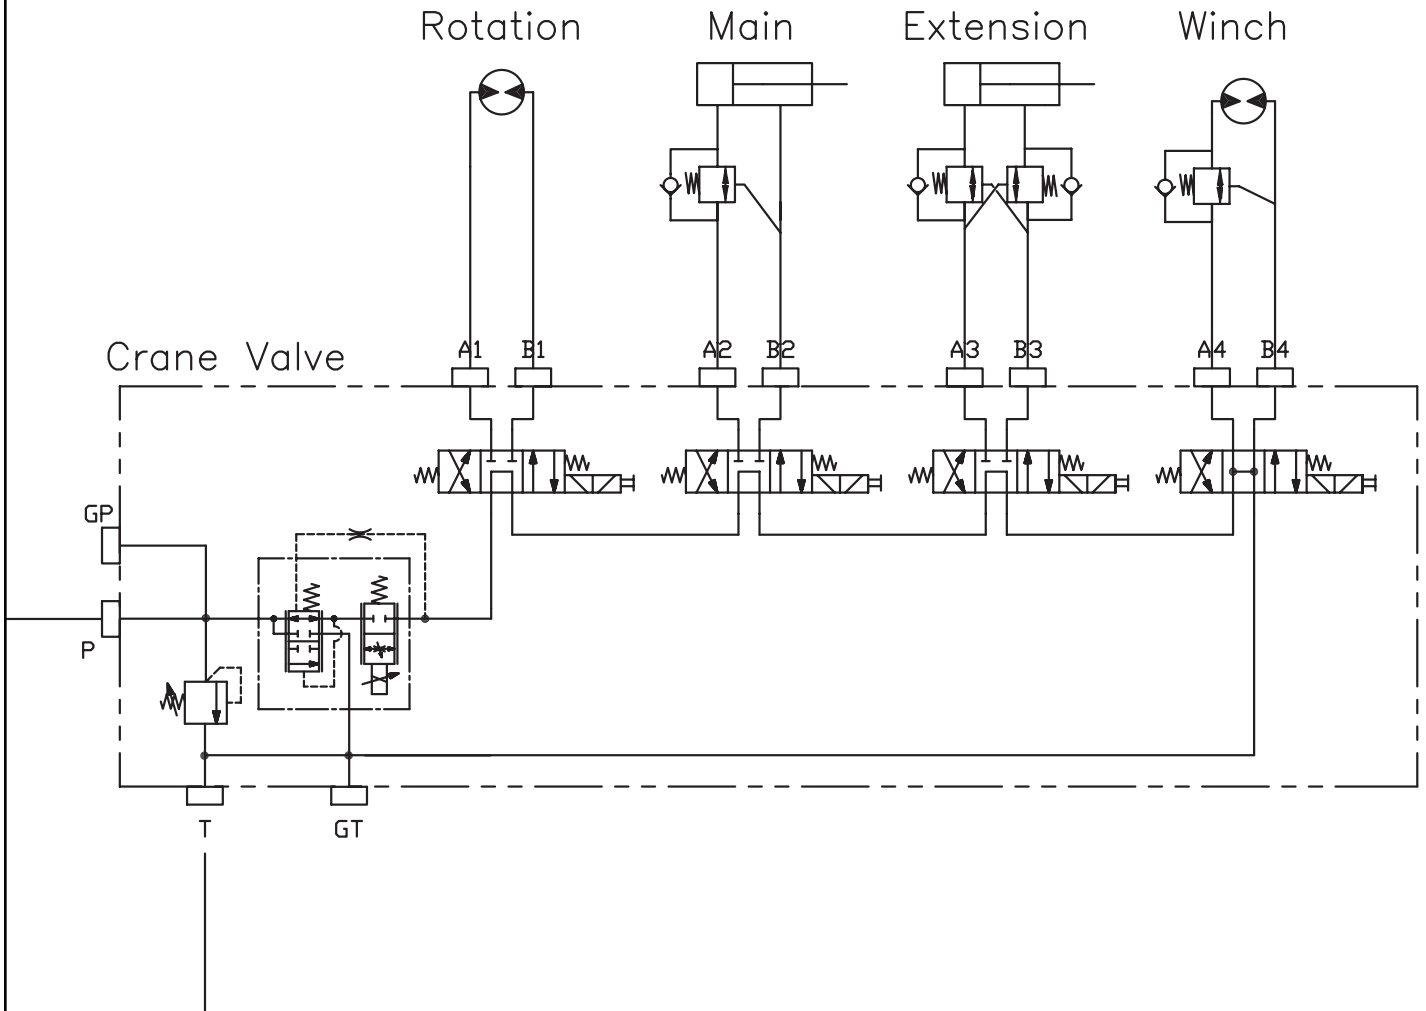 Rotation Main Extension Winch
Crane Valve
A1 B1 A2 B2 A3 B3 A4 B4
GP
P
T GT